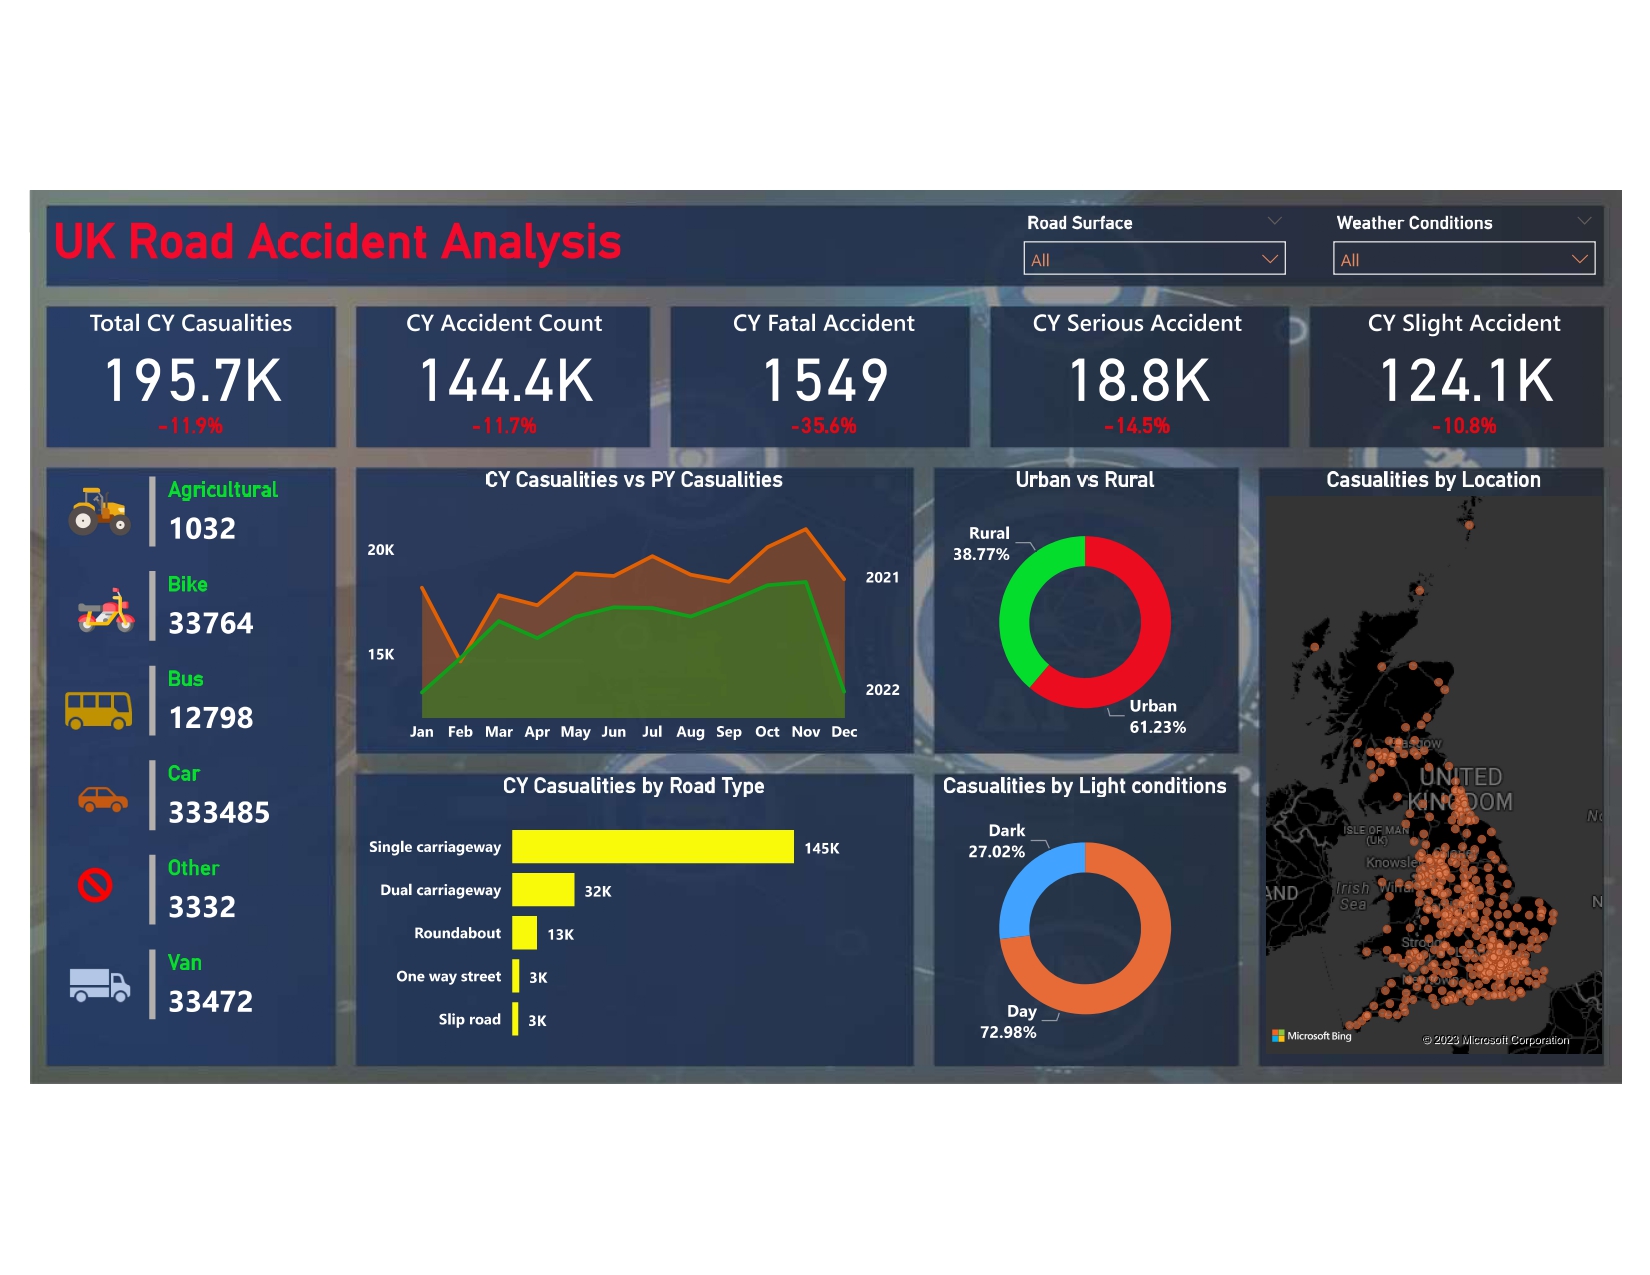 UK Road Accident Analysis
Road Surface
All
Weather Conditions
All
Total CY Casualities
195.7K
-11.9%
CY Accident Count
144.4K
-11.7%
CY Fatal Accident
1549
-35.6%
CY Serious Accident
18.8K
-14.5%
CY Slight Accident
124.1K
-10.8%
Agricultural
1032
Bike
33764
Bus
12798
Car
333485
Other
3332
Van
33472
CY Casualities vs PY Casualities
20K
15K
2021
2022
Jan Feb Mar Apr May Jun Jul Aug Sep Oct Nov Dec
CY Casualities by Road Type
Single carriageway 145K
Dual carriageway 32K
Roundabout 13K
One way street 3K
Slip road 3K
Urban vs Rural
Rural
38.77%
Urban
61.23%
Casualities by Light conditions
Dark
27.02%
Day
72.98%
Casualities by Location
UNITED
KINGDOM
ISLE OF MAN
(UK)
Irish
Sea
Microsoft Bing
© 2023 Microsoft Corporation